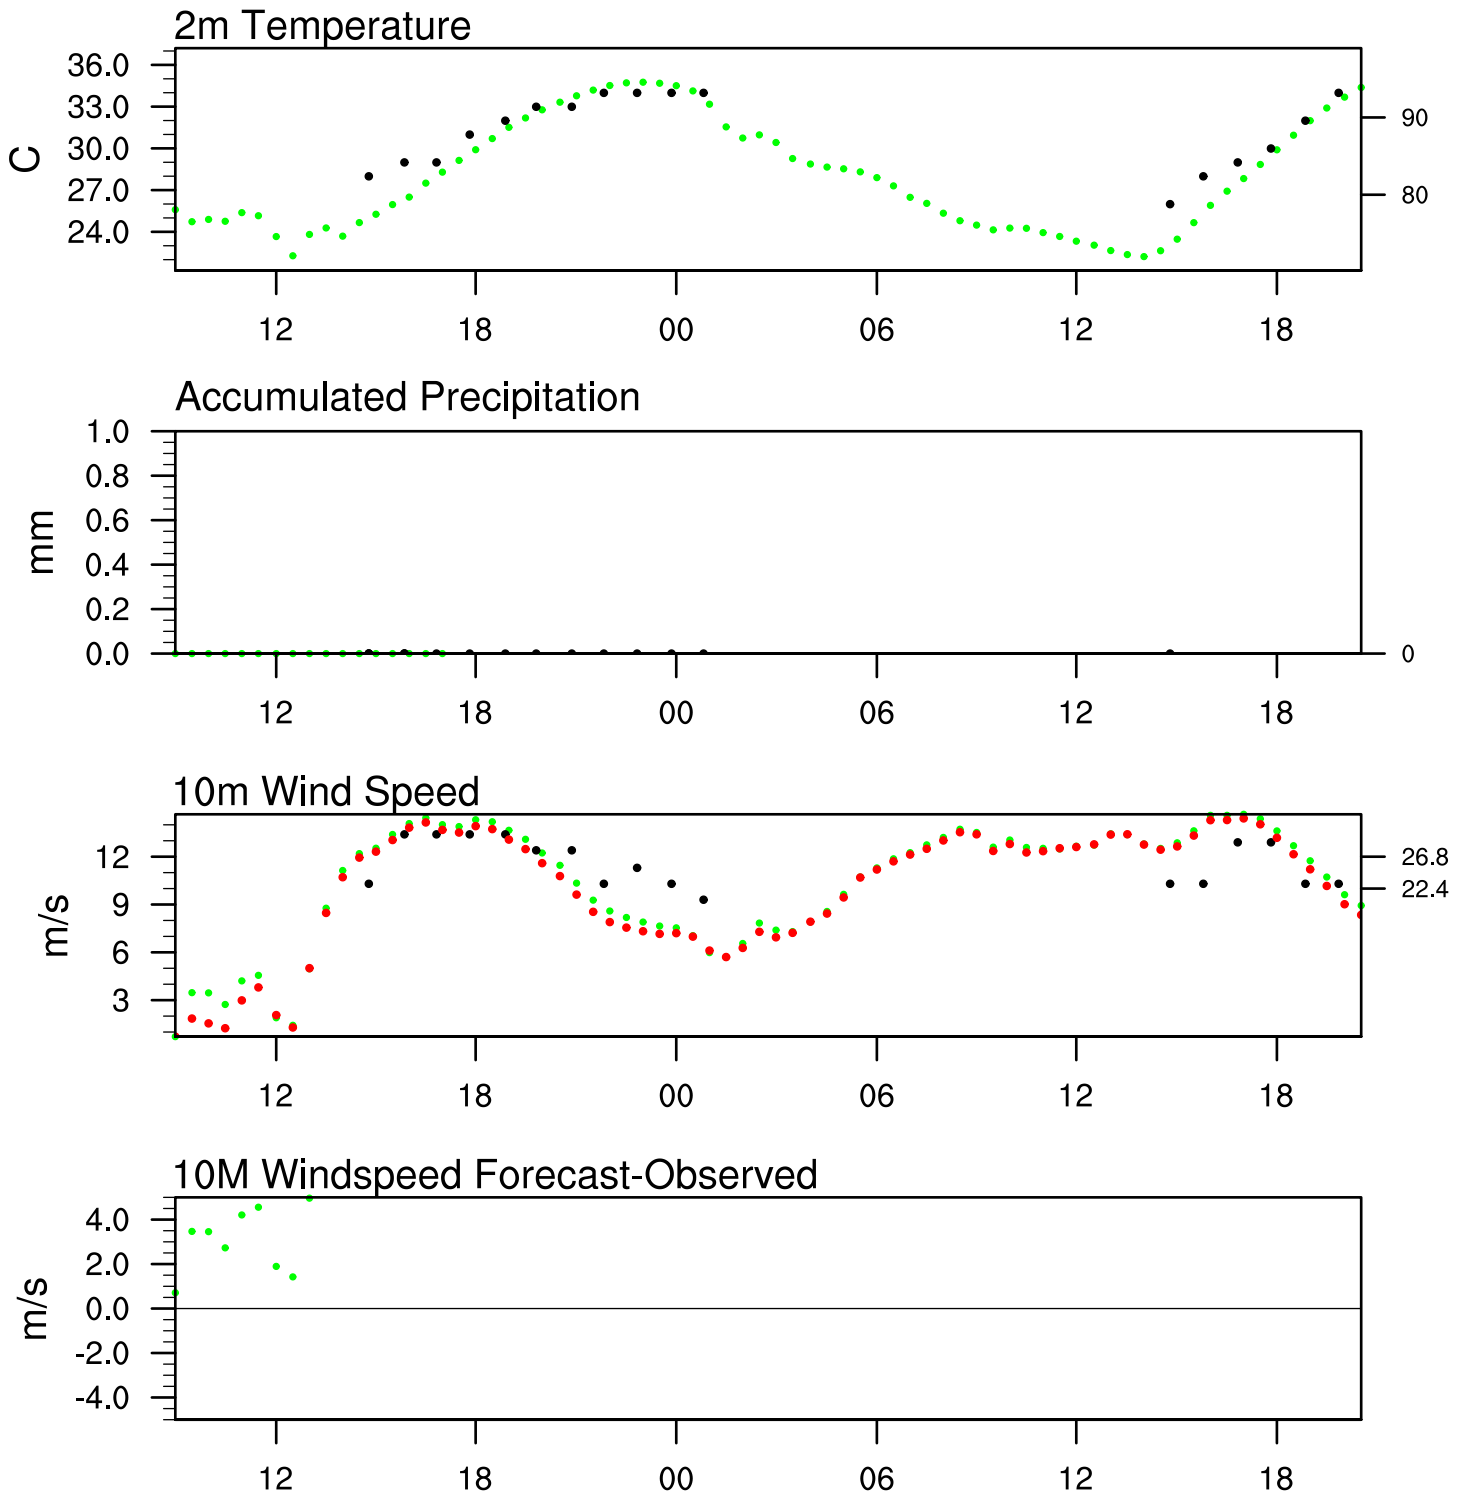 2m Temperature
36.0
33.0
30.0
27.0
24.0
C
90
80
12 18 00 06 12 18
Accumulated Precipitation
1.0
0.8
0.6
0.4
0.2
0.0
mm
0
12 18 00 06 12 18
10m Wind Speed
12
9
6
3
m/s
26.8
22.4
12 18 00 06 12 18
10M Windspeed Forecast-Observed
4.0
2.0
0.0
-2.0
-4.0
m/s
12 18 00 06 12 18